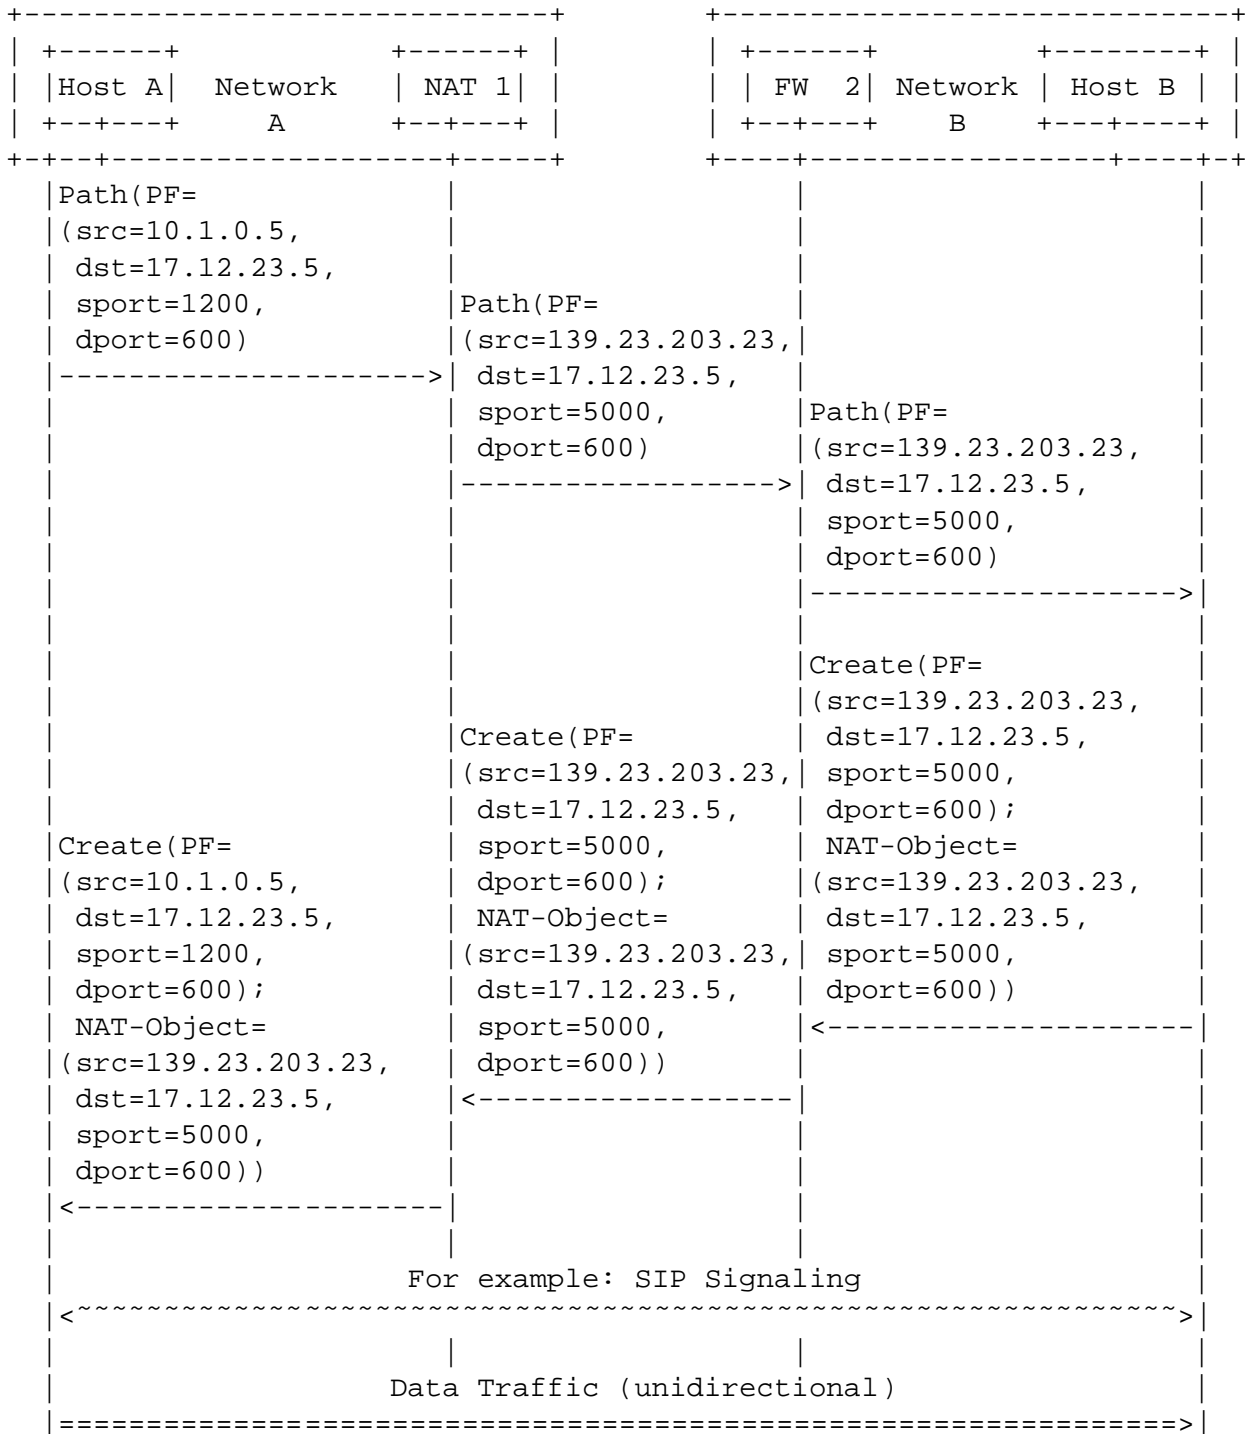 +------------------------------+        +-----------------------------+
| +------+            +------+ |        | +------+         +--------+ |
| |Host A|  Network   | NAT 1| |        | | FW  2| Network | Host B | |
| +--+---+     A      +--+---+ |        | +--+---+    B    +---+----+ |
+-+--+-------------------+-----+        +----+-----------------+----+-+
  |Path(PF=              |                   |                      |
  |(src=10.1.0.5,        |                   |                      |
  | dst=17.12.23.5,      |                   |                      |
  | sport=1200,          |Path(PF=           |                      |
  | dport=600)           |(src=139.23.203.23,|                      |
  |--------------------->| dst=17.12.23.5,   |                      |
  |                      | sport=5000,       |Path(PF=              |
  |                      | dport=600)        |(src=139.23.203.23,   |
  |                      |------------------>| dst=17.12.23.5,      |
  |                      |                   | sport=5000,          |
  |                      |                   | dport=600)           |
  |                      |                   |--------------------->|
  |                      |                   |                      |
  |                      |                   |Create(PF=            |
  |                      |                   |(src=139.23.203.23,   |
  |                      |Create(PF=         | dst=17.12.23.5,      |
  |                      |(src=139.23.203.23,| sport=5000,          |
  |                      | dst=17.12.23.5,   | dport=600);          |
  |Create(PF=            | sport=5000,       | NAT-Object=          |
  |(src=10.1.0.5,        | dport=600);       |(src=139.23.203.23,   |
  | dst=17.12.23.5,      | NAT-Object=       | dst=17.12.23.5,      |
  | sport=1200,          |(src=139.23.203.23,| sport=5000,          |
  | dport=600);          | dst=17.12.23.5,   | dport=600))          |
  | NAT-Object=          | sport=5000,       |<---------------------|
  |(src=139.23.203.23,   | dport=600))       |                      |
  | dst=17.12.23.5,      |<------------------|                      |
  | sport=5000,          |                   |                      |
  | dport=600))          |                   |                      |
  |<---------------------|                   |                      |
  |                      |                   |                      |
  |                    For example: SIP Signaling                   |
  |<~~~~~~~~~~~~~~~~~~~~~~~~~~~~~~~~~~~~~~~~~~~~~~~~~~~~~~~~~~~~~~~>|
  |                      |                   |                      |
  |                   Data Traffic (unidirectional)                 |
  |================================================================>|